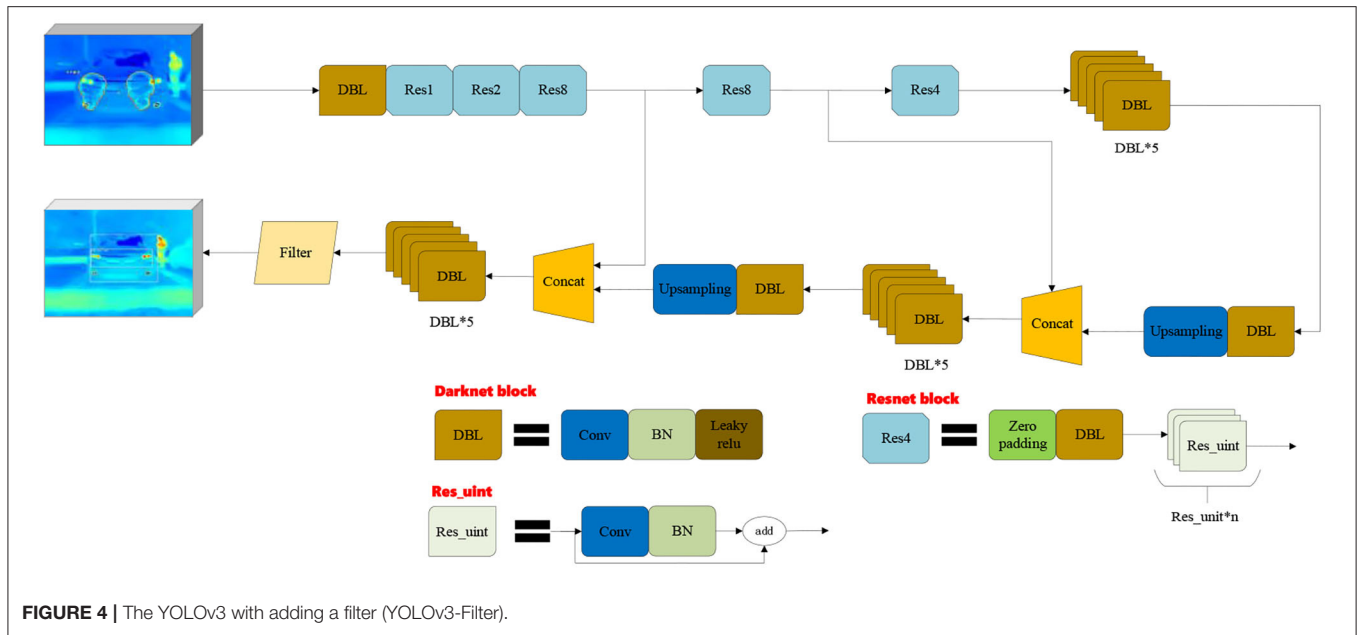 DBL
Res1
Res2
Res8
Res8
Res4
DBL
DBL*5
Filter
DBL
DBL*5
Concat
Upsampling
DBL
DBL
DBL*5
Concat
Upsampling
DBL
Darknet block
DBL
Conv
BN
Leaky
relu
Resnet block
Res4
Zero
padding
DBL
Res_uint
Res_unit*n
Res_uint
Res_uint
Conv
BN
add
FIGURE 4 | The YOLOv3 with adding a filter (YOLOv3-Filter).